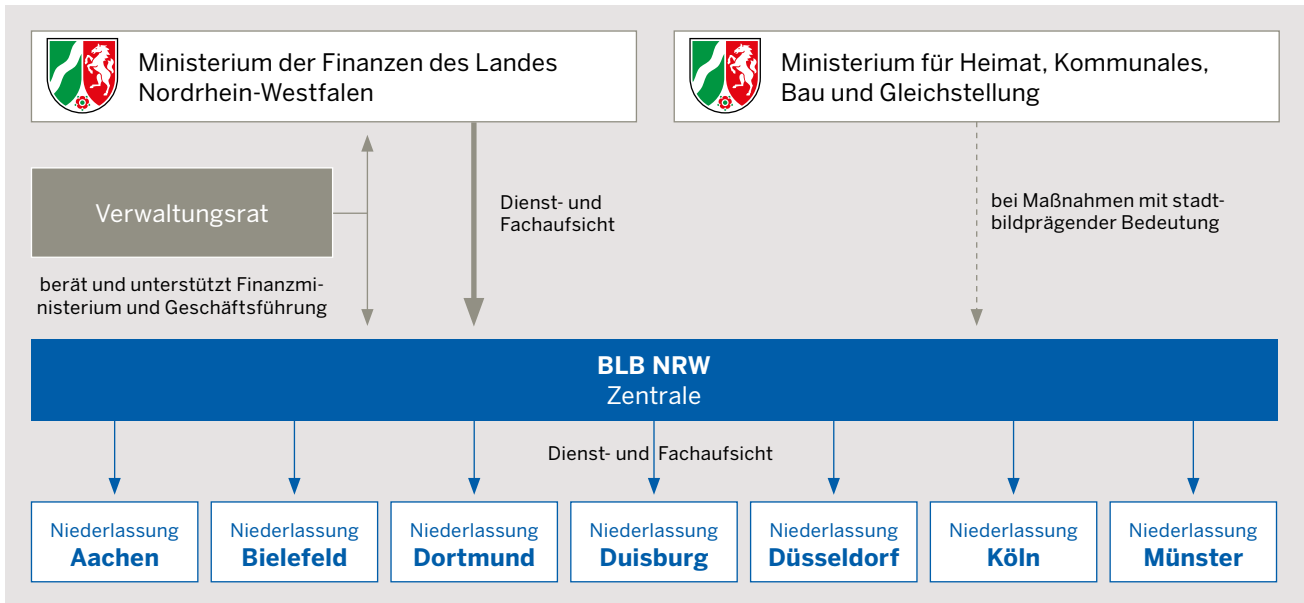 Ministerium der Finanzen des Landes
Nordrhein-Westfalen
Ministerium für Heimat, Kommunales,
Bau und Gleichstellung
Verwaltungsrat
berät und unterstützt Finanzmi-
nisterium und Geschäftsführung
Dienst- und
Fachaufsicht
bei Maßnahmen mit stadt-
bildprägender Bedeutung
BLB NRW
Zentrale
Dienst- und Fachaufsicht
Niederlassung
Aachen
Niederlassung
Bielefeld
Niederlassung
Dortmund
Niederlassung
Duisburg
Niederlassung
Düsseldorf
Niederlassung
Köln
Niederlassung
Münster